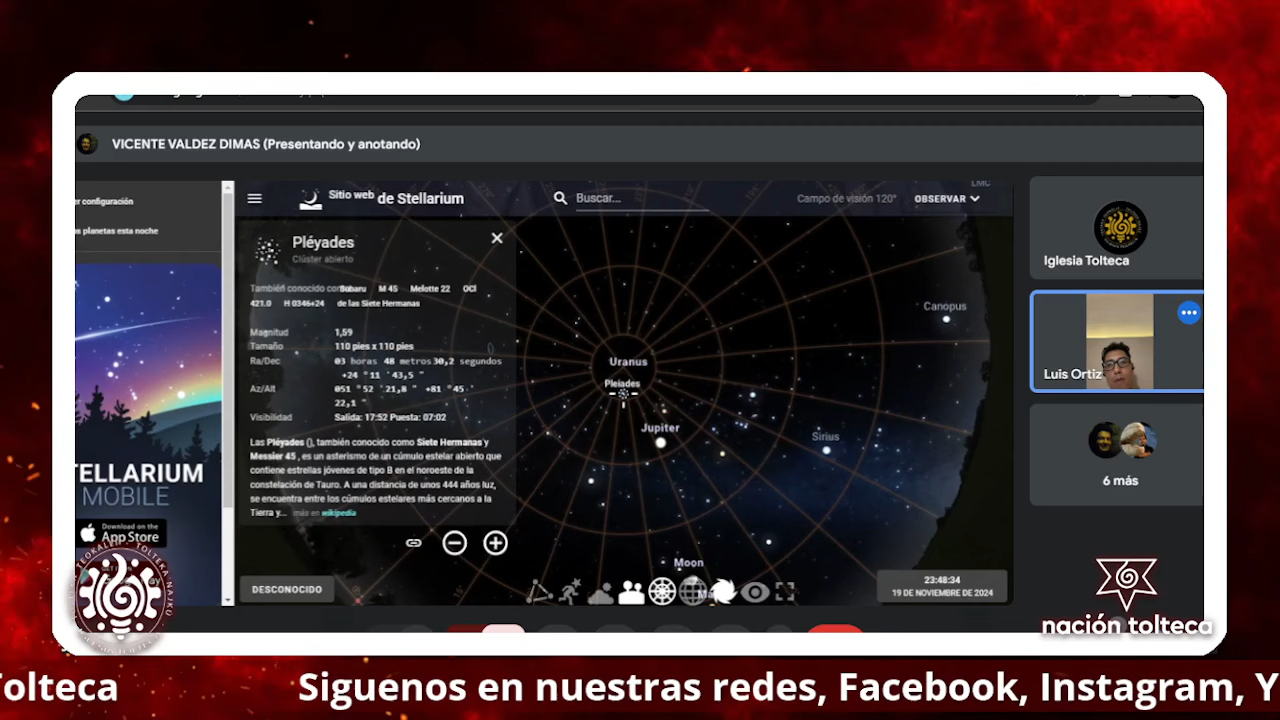 VICENTE VALDEZ DIMAS (Presentando y anotando)
er configuración
s planetas esta noche
TELLARIUM
MOBILE
Download on the
App Store
Sitio web de Stellarium
Buscar...
Campo de visión 120°
OBSERVAR
LMC
Pléyades
Clúster abierto
También conocido como Subaru M 45 Melotte 22 OCl
421.0 H 0346+24 de las Siete Hermanas
Magnitud 1,59
Tamaño 110 pies x 110 pies
Ra/Dec 03 horas 48 metros 30,2 segundos
+24 ° 11 ' 43,5 "
Az/Alt 051 ° 52 ' 21,8 " +81 ° 45 '
22,1 "
Visibilidad Salida: 17:52 Puesta: 07:02
Las Pléyades (), también conocido como Siete Hermanas y
Messier 45 , es un asterismo de un cúmulo estelar abierto que
contiene estrellas jóvenes de tipo B en el noroeste de la
constelación de Tauro. A una distancia de unos 444 años luz,
se encuentra entre los cúmulos estelares más cercanos a la
Tierra y... más en wikipedia
DESCONOCIDO
Uranus
Pleiades
Jupiter
Canopus
Sirius
Moon
23:48:34
19 DE NOVIEMBRE DE 2024
Iglesia Tolteca
Luis Ortiz
6 más
nación tolteca
Tolteca
Siguenos en nuestras redes, Facebook, Instagram, Y